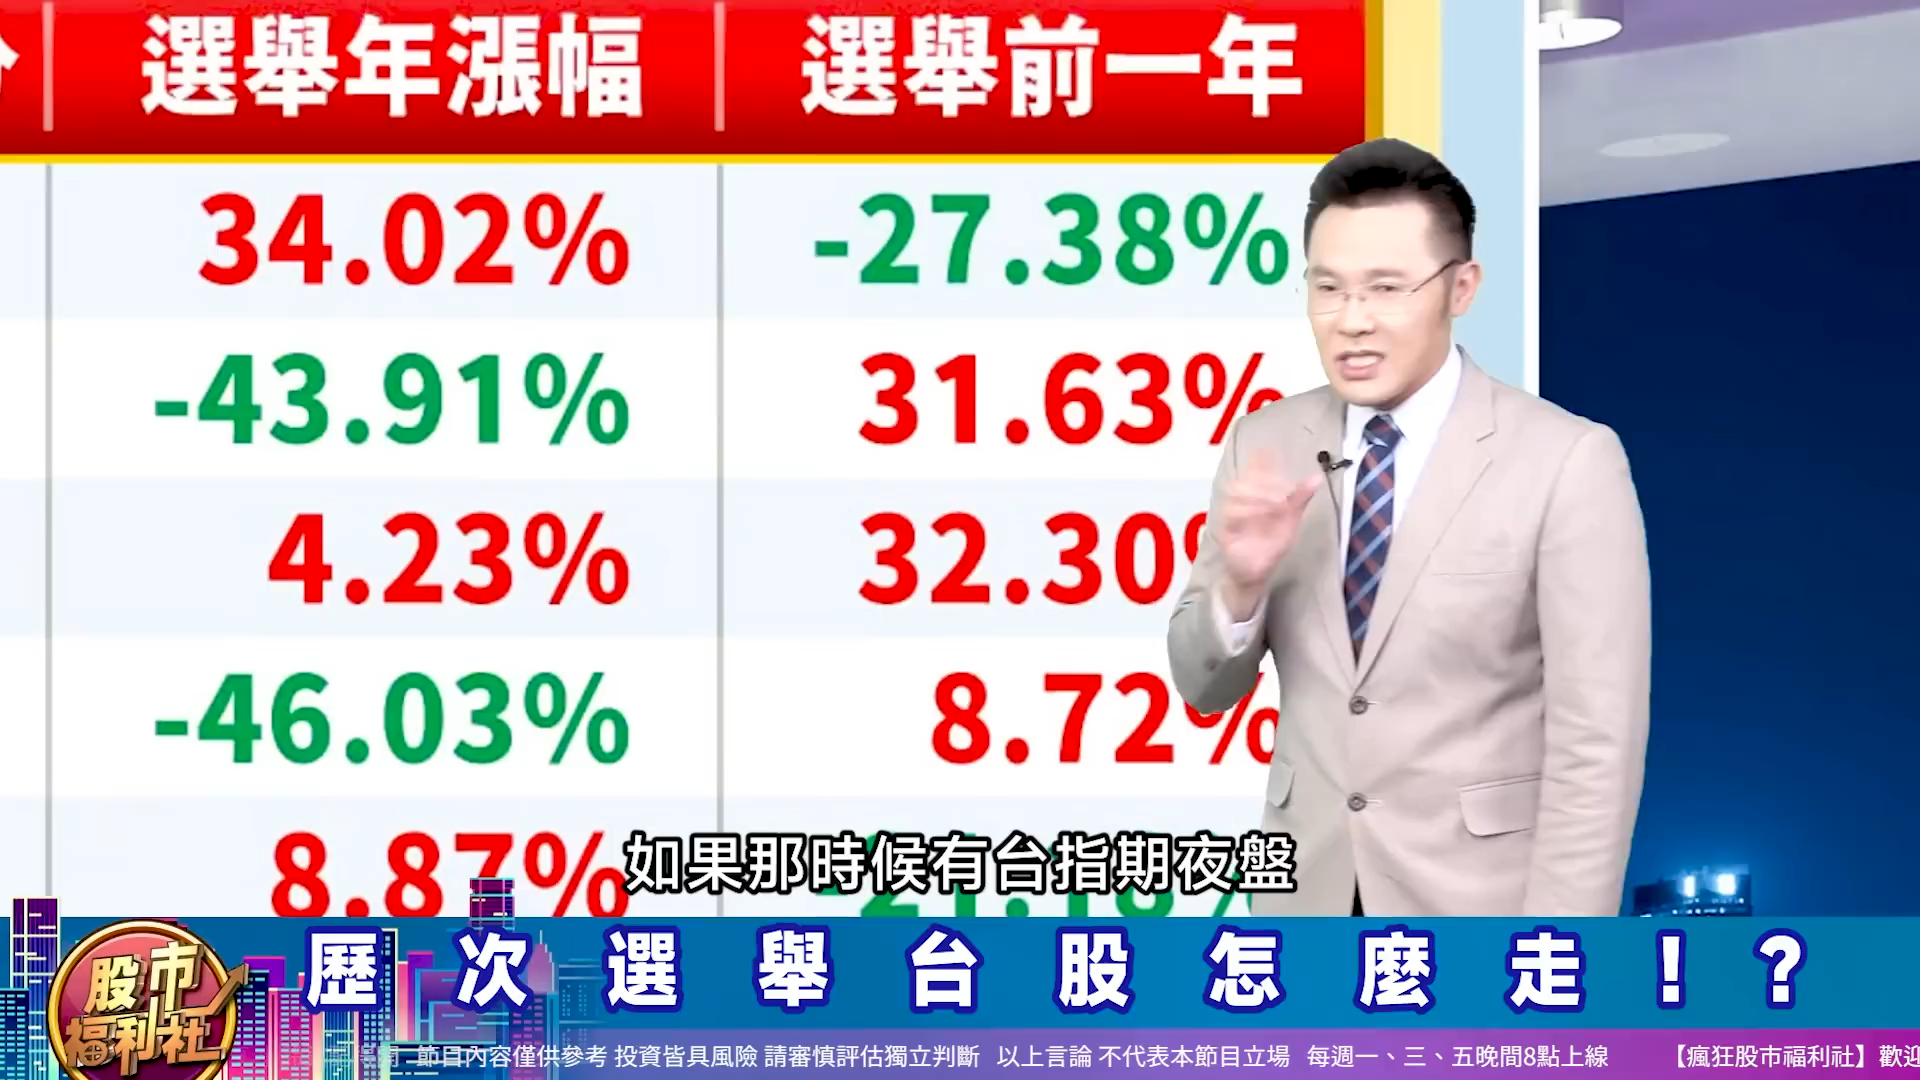 選舉年漲幅 選舉前一年
34.02% -27.38%
-43.91% 31.63%
4.23% 32.30
-46.03% 8.72%
8.87%
如果那時候有台指期夜盤
歷次選舉台股怎麼走！？
股市福利社
節目內容僅供參考 投資皆具風險 請審慎評估獨立判斷 以上言論 不代表本節目立場 每週一、三、五晚間8點上線 【瘋狂股市福利社】歡迎